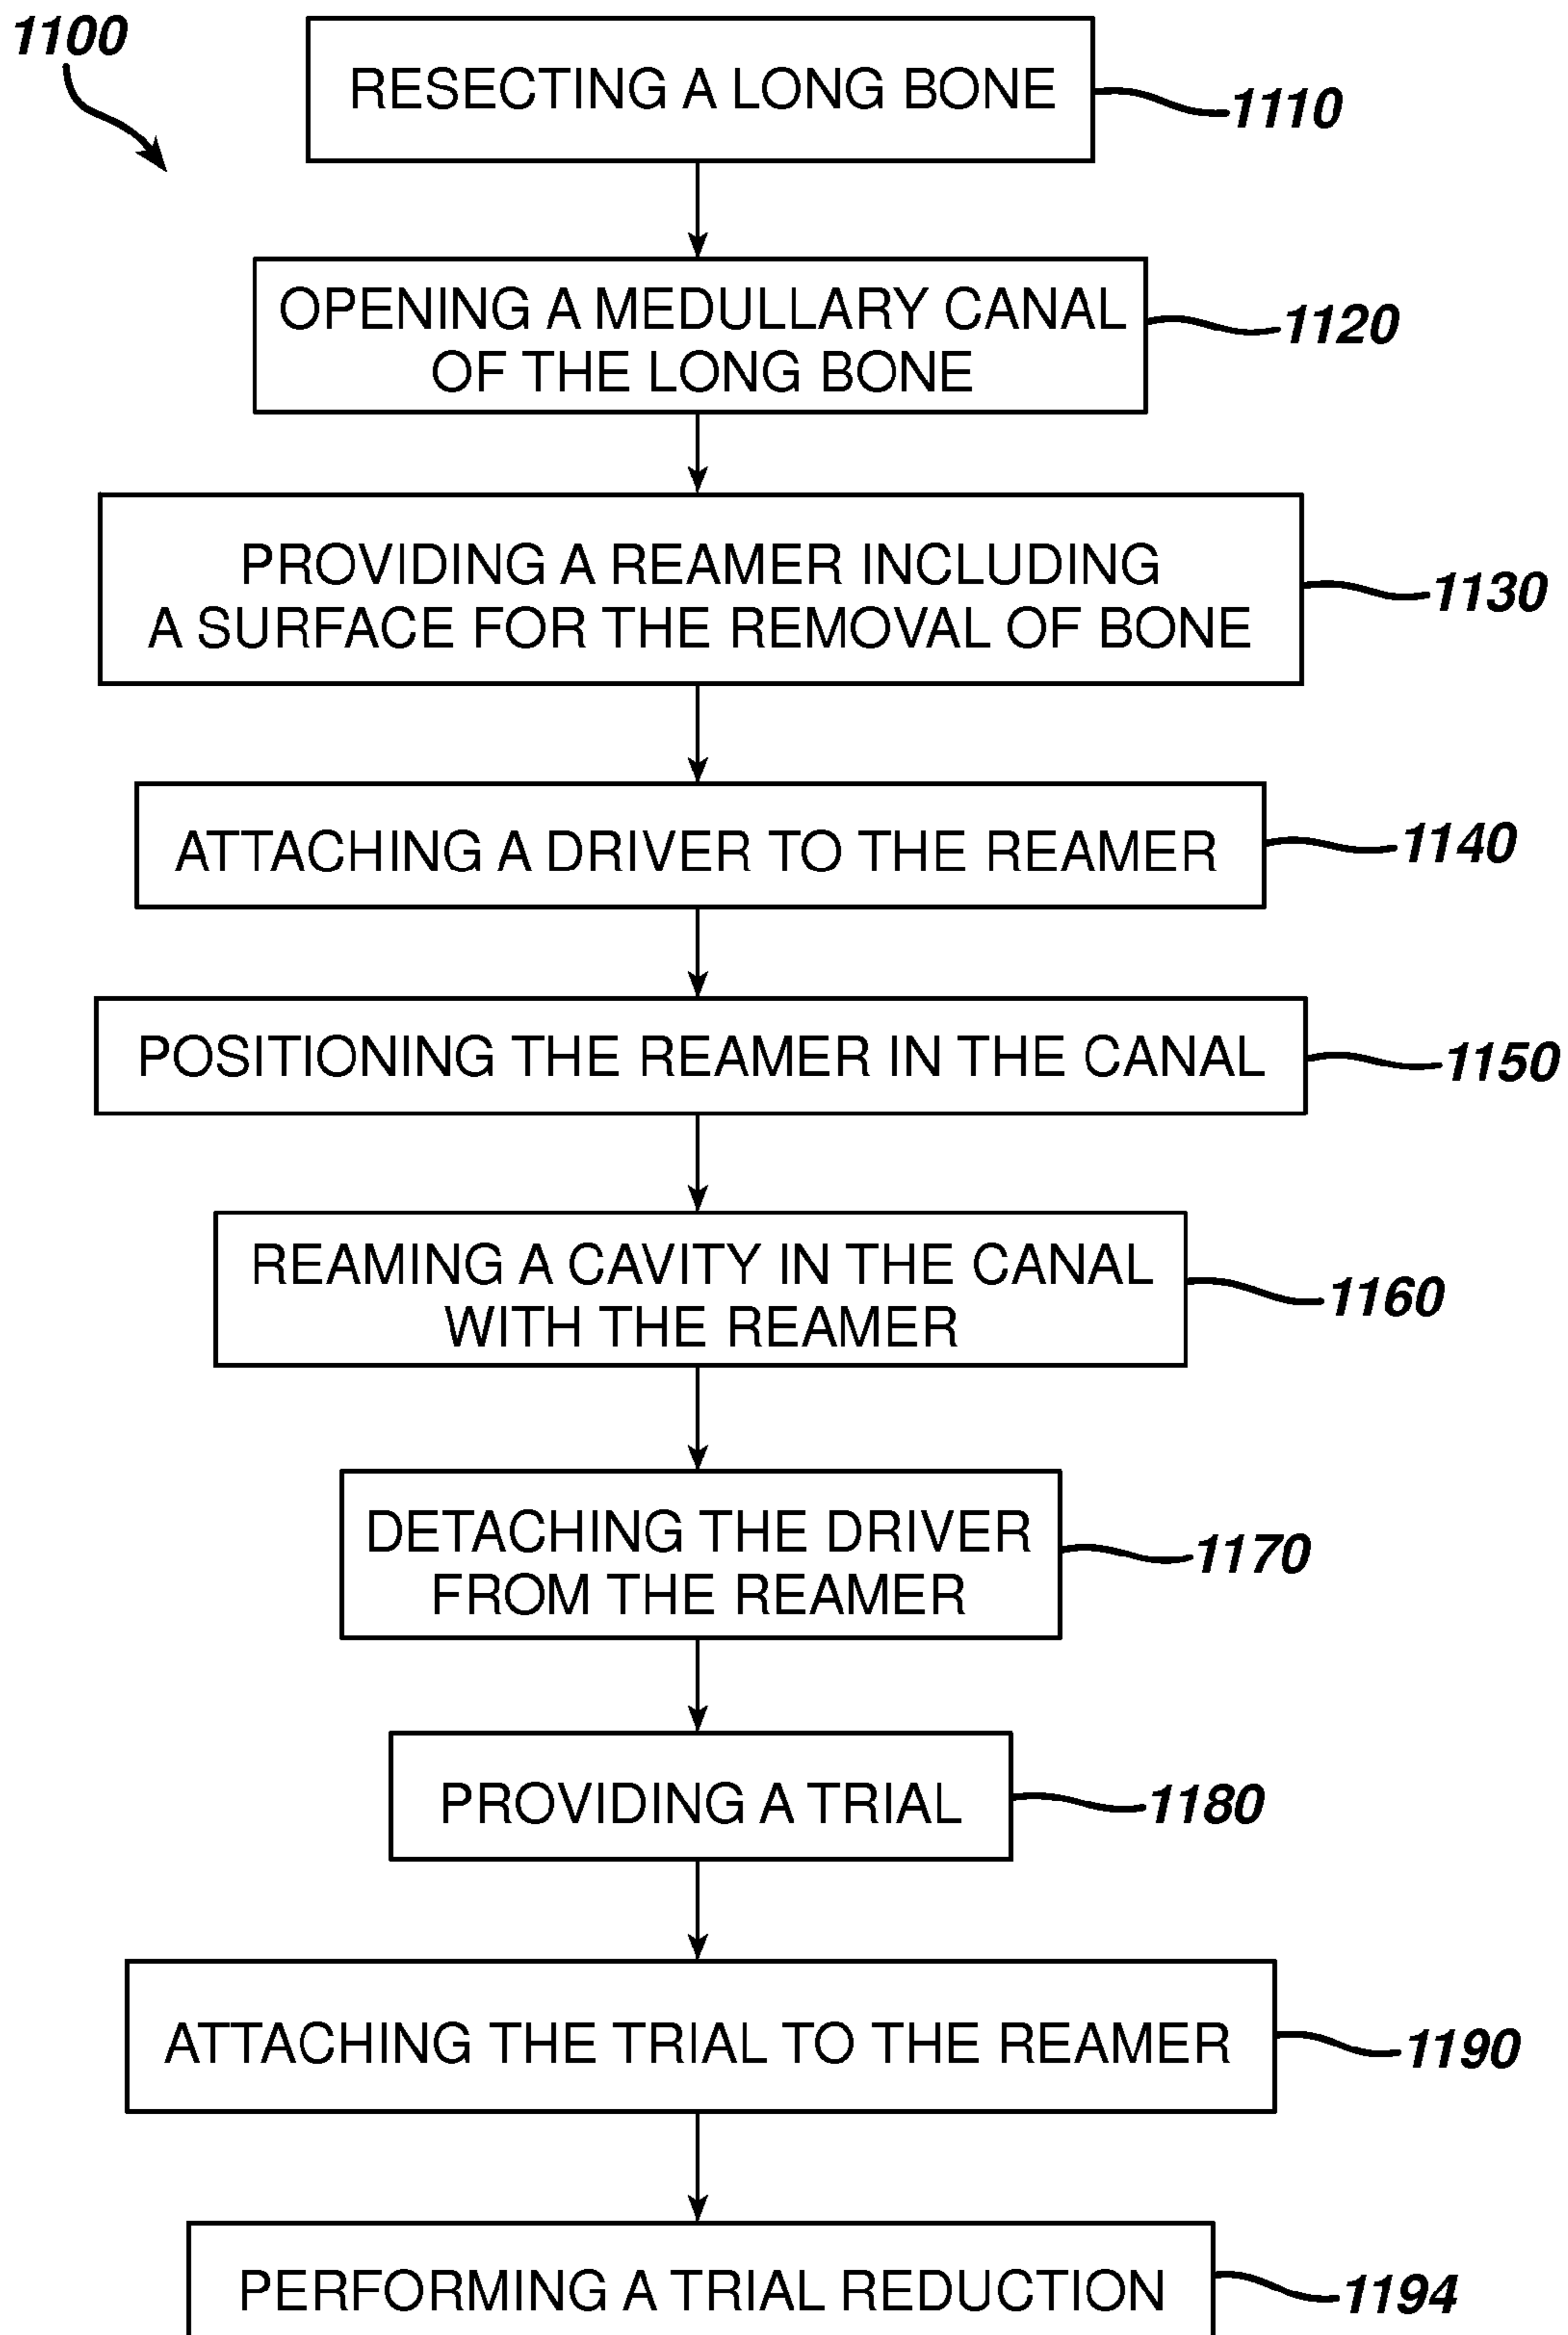 1100
RESECTING A LONG BONE
1110
OPENING A MEDULLARY CANAL
OF THE LONG BONE
1120
PROVIDING A REAMER INCLUDING
A SURFACE FOR THE REMOVAL OF BONE
1130
ATTACHING A DRIVER TO THE REAMER
1140
POSITIONING THE REAMER IN THE CANAL
1150
REAMING A CAVITY IN THE CANAL
WITH THE REAMER
1160
DETACHING THE DRIVER
FROM THE REAMER
1170
PROVIDING A TRIAL
1180
ATTACHING THE TRIAL TO THE REAMER
1190
PERFORMING A TRIAL REDUCTION
1194